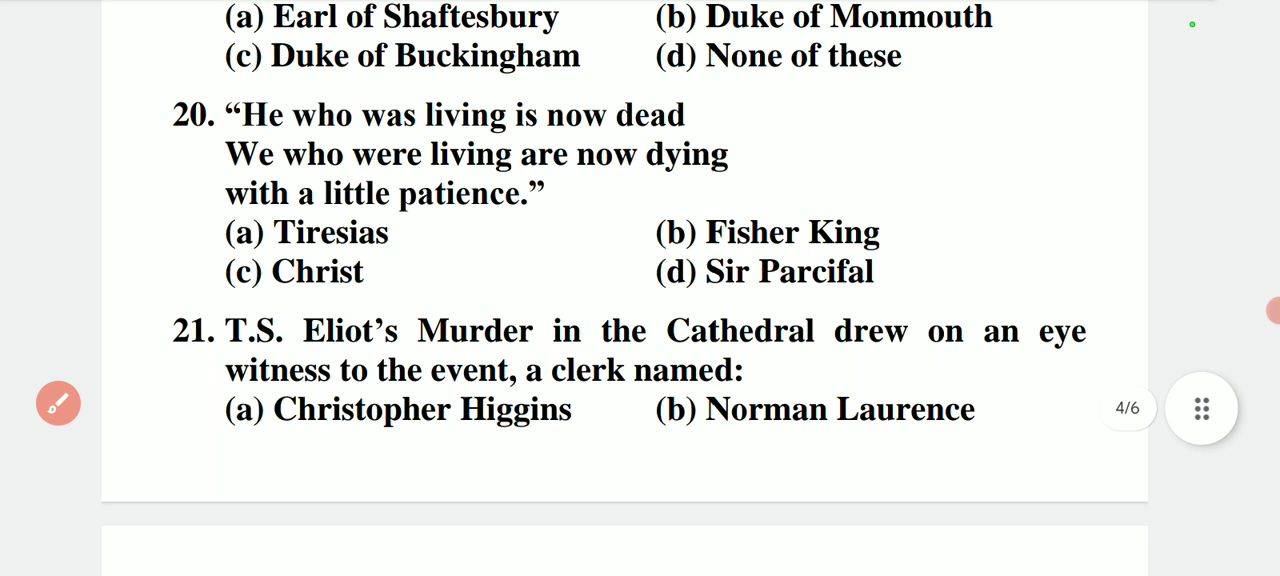 (a) Earl of Shaftesbury (b) Duke of Monmouth
(c) Duke of Buckingham (d) None of these
20. “He who was living is now dead
We who were living are now dying
with a little patience.”
(a) Tiresias (b) Fisher King
(c) Christ (d) Sir Parcifal
21. T.S. Eliot’s Murder in the Cathedral drew on an eye
witness to the event, a clerk named:
(a) Christopher Higgins (b) Norman Laurence
4/6